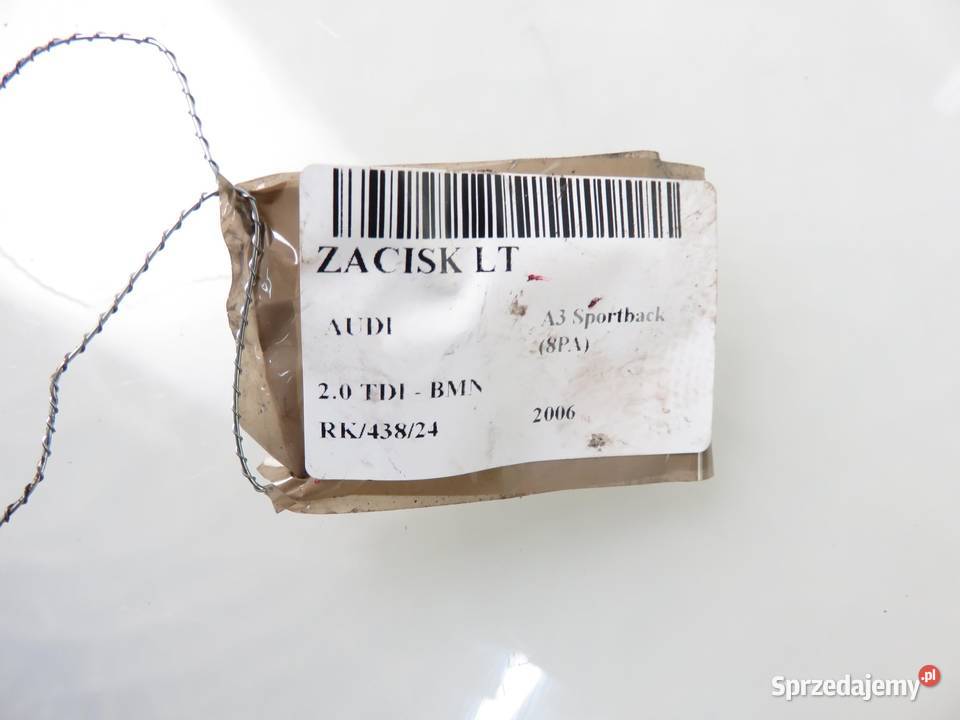 ZACISK LT
AUDI
A3 Sportback
(8PA)
2.0 TDI - BMN
2006
RK/438/24
Sprzedajemy.pl